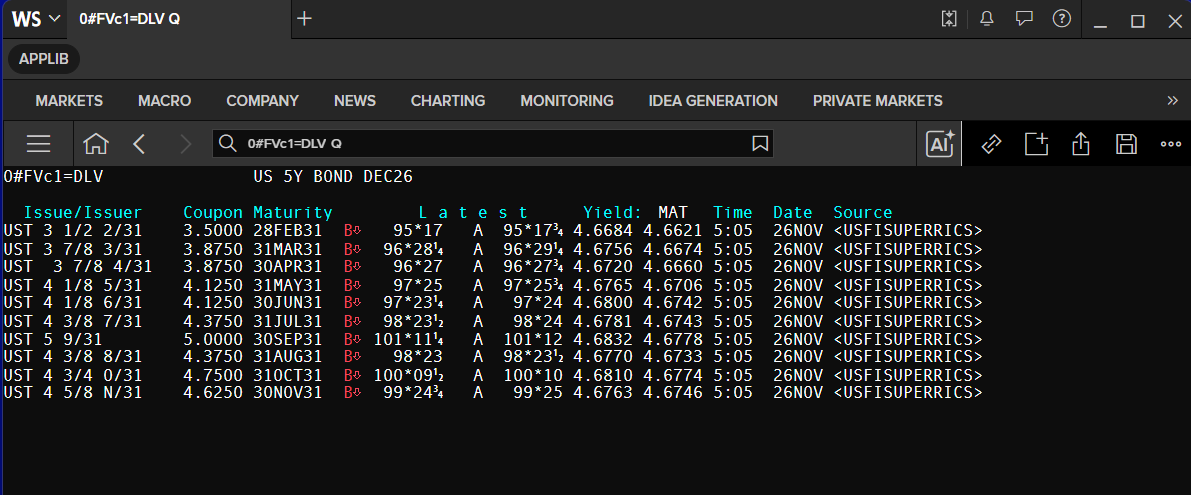 WS 0#FVc1=DLV Q
APPLIB
MARKETS MACRO COMPANY NEWS CHARTING MONITORING IDEA GENERATION PRIVATE MARKETS »
0#FVc1=DLV Q AI
0#FVc1=DLV US 5Y BOND DEC26
Issue/Issuer Coupon Maturity L a t e s t Yield: MAT Time Date Source
UST 3 1/2 2/31 3.5000 28FEB31 B⇩ 95*17 A 95*17¾ 4.6684 4.6621 5:05 26NOV <USFISUPERRICS>
UST 3 7/8 3/31 3.8750 31MAR31 B⇩ 96*28¼ A 96*29¼ 4.6756 4.6674 5:05 26NOV <USFISUPERRICS>
UST 3 7/8 4/31 3.8750 30APR31 B⇩ 96*27 A 96*27¾ 4.6720 4.6660 5:05 26NOV <USFISUPERRICS>
UST 4 1/8 5/31 4.1250 31MAY31 B⇩ 97*25 A 97*25¾ 4.6765 4.6706 5:05 26NOV <USFISUPERRICS>
UST 4 1/8 6/31 4.1250 30JUN31 B⇩ 97*23¼ A 97*24 4.6800 4.6742 5:05 26NOV <USFISUPERRICS>
UST 4 3/8 7/31 4.3750 31JUL31 B⇩ 98*23½ A 98*24 4.6781 4.6743 5:05 26NOV <USFISUPERRICS>
UST 5 9/31 5.0000 30SEP31 B⇩ 101*11¼ A 101*12 4.6832 4.6778 5:05 26NOV <USFISUPERRICS>
UST 4 3/8 8/31 4.3750 31AUG31 B⇩ 98*23 A 98*23½ 4.6770 4.6733 5:05 26NOV <USFISUPERRICS>
UST 4 3/4 O/31 4.7500 31OCT31 B⇩ 100*09½ A 100*10 4.6810 4.6774 5:05 26NOV <USFISUPERRICS>
UST 4 5/8 N/31 4.6250 30NOV31 B⇩ 99*24¾ A 99*25 4.6763 4.6746 5:05 26NOV <USFISUPERRICS>